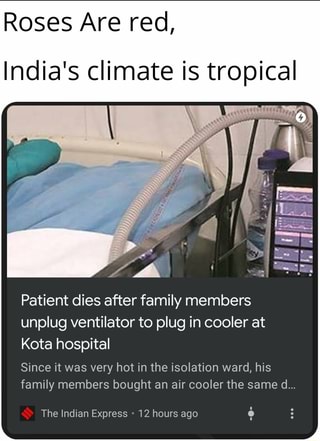 Roses Are red,
India's climate is tropical
Patient dies after family members
unplug ventilator to plug in cooler at
Kota hospital
Since it was very hot in the isolation ward, his
family members bought an air cooler the same d...
The Indian Express • 12 hours ago